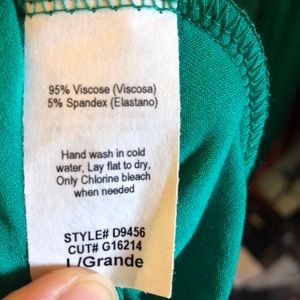 95% Viscose (Viscosa)
5% Spandex (Elastano)
Hand wash in cold
water, Lay flat to dry,
Only Chlorine bleach
when needed
STYLE# D9456
CUT# G16214
L/Grande